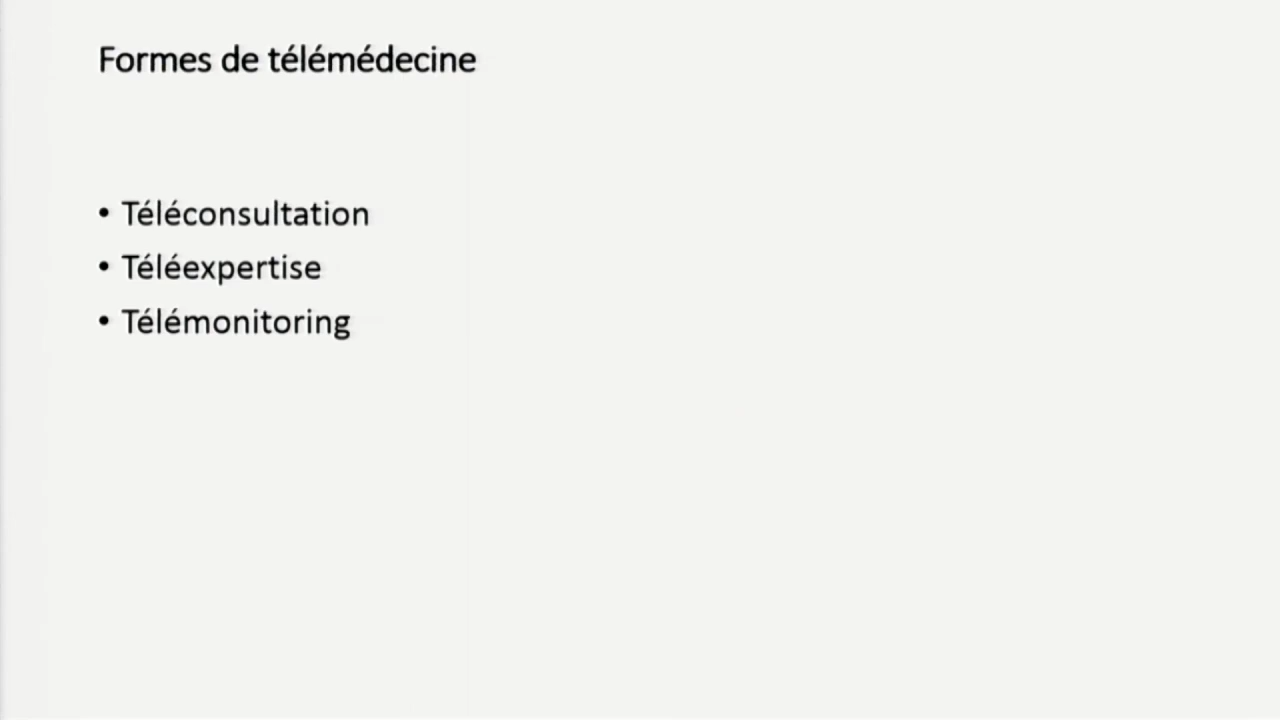 Formes de télémédecine
• Téléconsultation
• Téléexpertise
• Télémonitoring